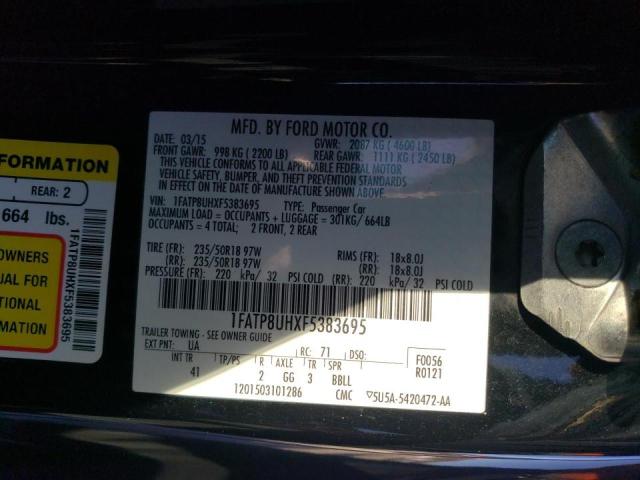 FORMATION
REAR: 2
664 lbs.
OWNERS
UAL FOR
TIONAL
RMATION
1FATP8UHXF5383695
MFD. BY FORD MOTOR CO.
DATE: 03/15 GVWR: 2087 KG ( 4600 LB)
FRONT GAWR: 998 KG ( 2200 LB) REAR GAWR: 1111 KG ( 2450 LB)
THIS VEHICLE CONFORMS TO ALL APPLICABLE FEDERAL MOTOR
VEHICLE SAFETY, BUMPER, AND THEFT PREVENTION STANDARDS
IN EFFECT ON THE DATE OF MANUFACTURE SHOWN ABOVE.
VIN: 1FATP8UHXF5383695 TYPE: Passenger Car
MAXIMUM LOAD = OCCUPANTS + LUGGAGE = 301KG/ 664LB
OCCUPANTS = 4 TOTAL; 2 FRONT, 2 REAR
TIRE (FR): 235/50R18 97W RIMS (FR): 18x8.0J
(RR): 235/50R18 97W (RR): 18x8.0J
PRESSURE (FR): 220 kPa/ 32 PSI COLD (RR): 220 kPa/ 32 PSI COLD
1FATP8UHXF5383695
TRAILER TOWING - SEE OWNER GUIDE
EXT PNT: UA RC: 71 DSO: F0056
INT TR TP/PS R AXLE TR SPR R0121
41 2 GG 3 BBLL
1201503101286 CMC 5U5A-5420472-AA